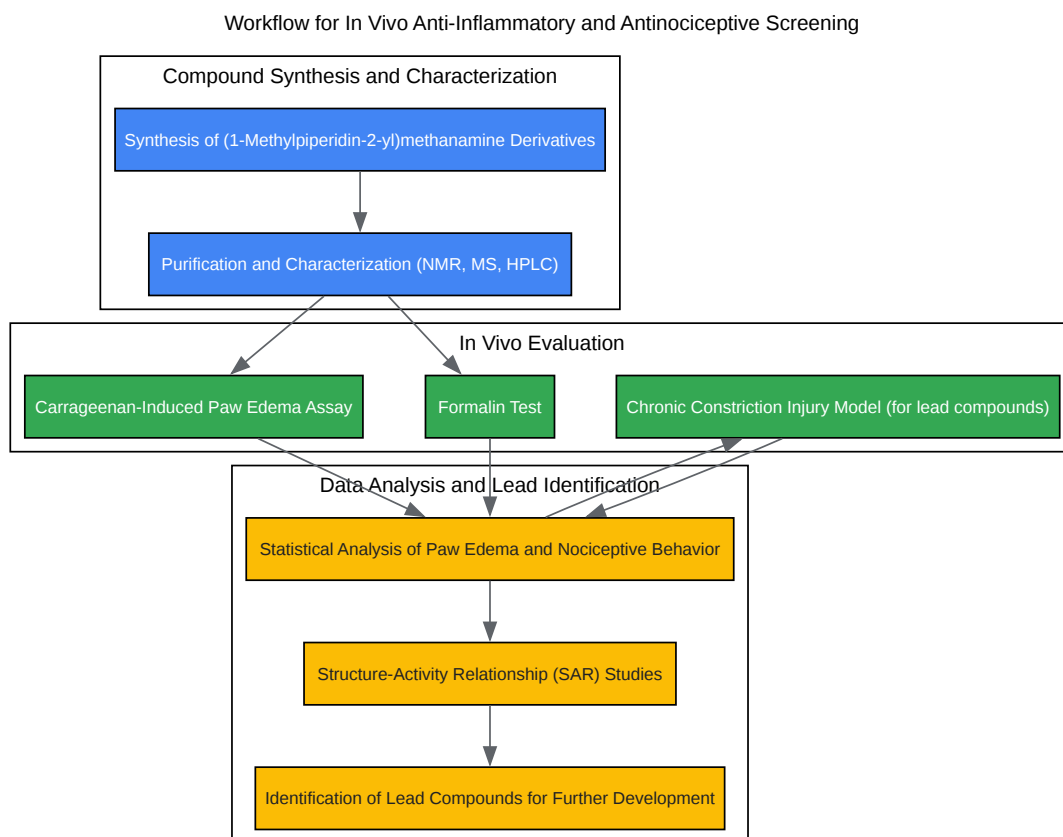 Workflow for In Vivo Anti-Inflammatory and Antinociceptive Screening
Compound Synthesis and Characterization
Synthesis of (1-Methylpiperidin-2-yl)methanamine Derivatives
Purification and Characterization (NMR, MS, HPLC)
In Vivo Evaluation
Carrageenan-Induced Paw Edema Assay
Formalin Test
Chronic Constriction Injury Model (for lead compounds)
Data Analysis and Lead Identification
Statistical Analysis of Paw Edema and Nociceptive Behavior
Structure-Activity Relationship (SAR) Studies
Identification of Lead Compounds for Further Development